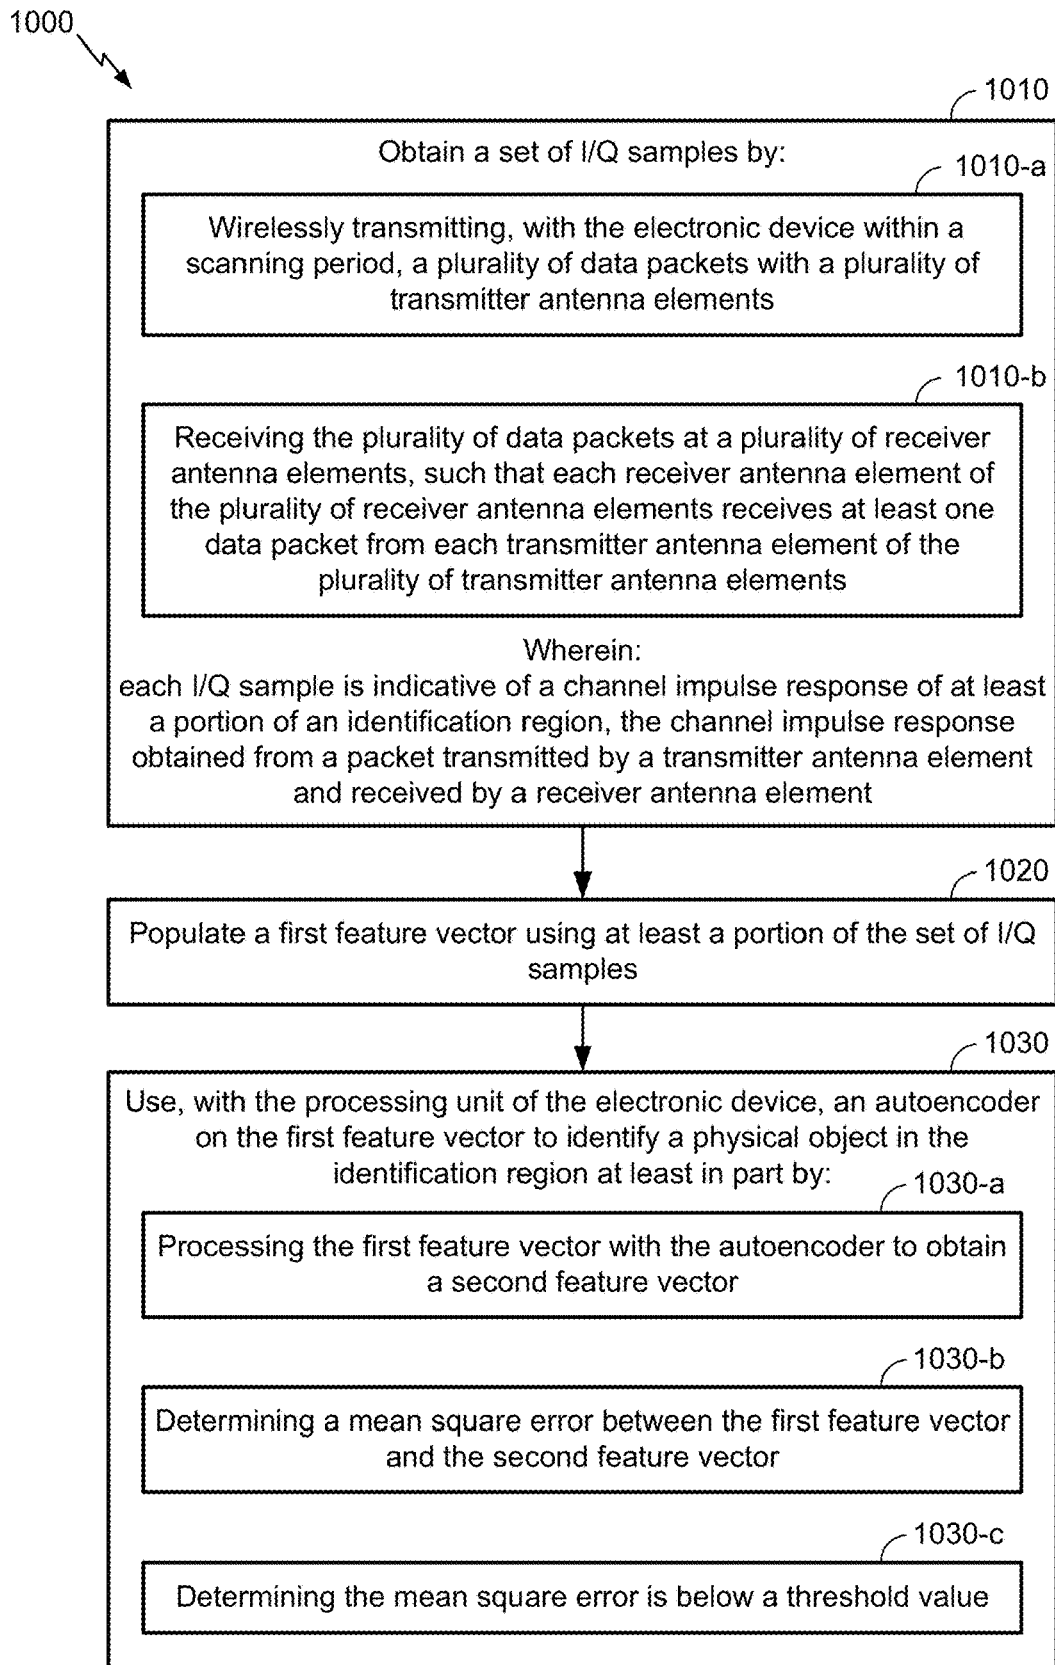 1000
1010
Obtain a set of I/Q samples by:
1010-a
Wirelessly transmitting, with the electronic device within a
scanning period, a plurality of data packets with a plurality of
transmitter antenna elements
1010-b
Receiving the plurality of data packets at a plurality of receiver
antenna elements, such that each receiver antenna element of
the plurality of receiver antenna elements receives at least one
data packet from each transmitter antenna element of the
plurality of transmitter antenna elements
Wherein:
each I/Q sample is indicative of a channel impulse response of at least
a portion of an identification region, the channel impulse response
obtained from a packet transmitted by a transmitter antenna element
and received by a receiver antenna element
1020
Populate a first feature vector using at least a portion of the set of I/Q
samples
1030
Use, with the processing unit of the electronic device, an autoencoder
on the first feature vector to identify a physical object in the
identification region at least in part by:
1030-a
Processing the first feature vector with the autoencoder to obtain
a second feature vector
1030-b
Determining a mean square error between the first feature vector
and the second feature vector
1030-c
Determining the mean square error is below a threshold value